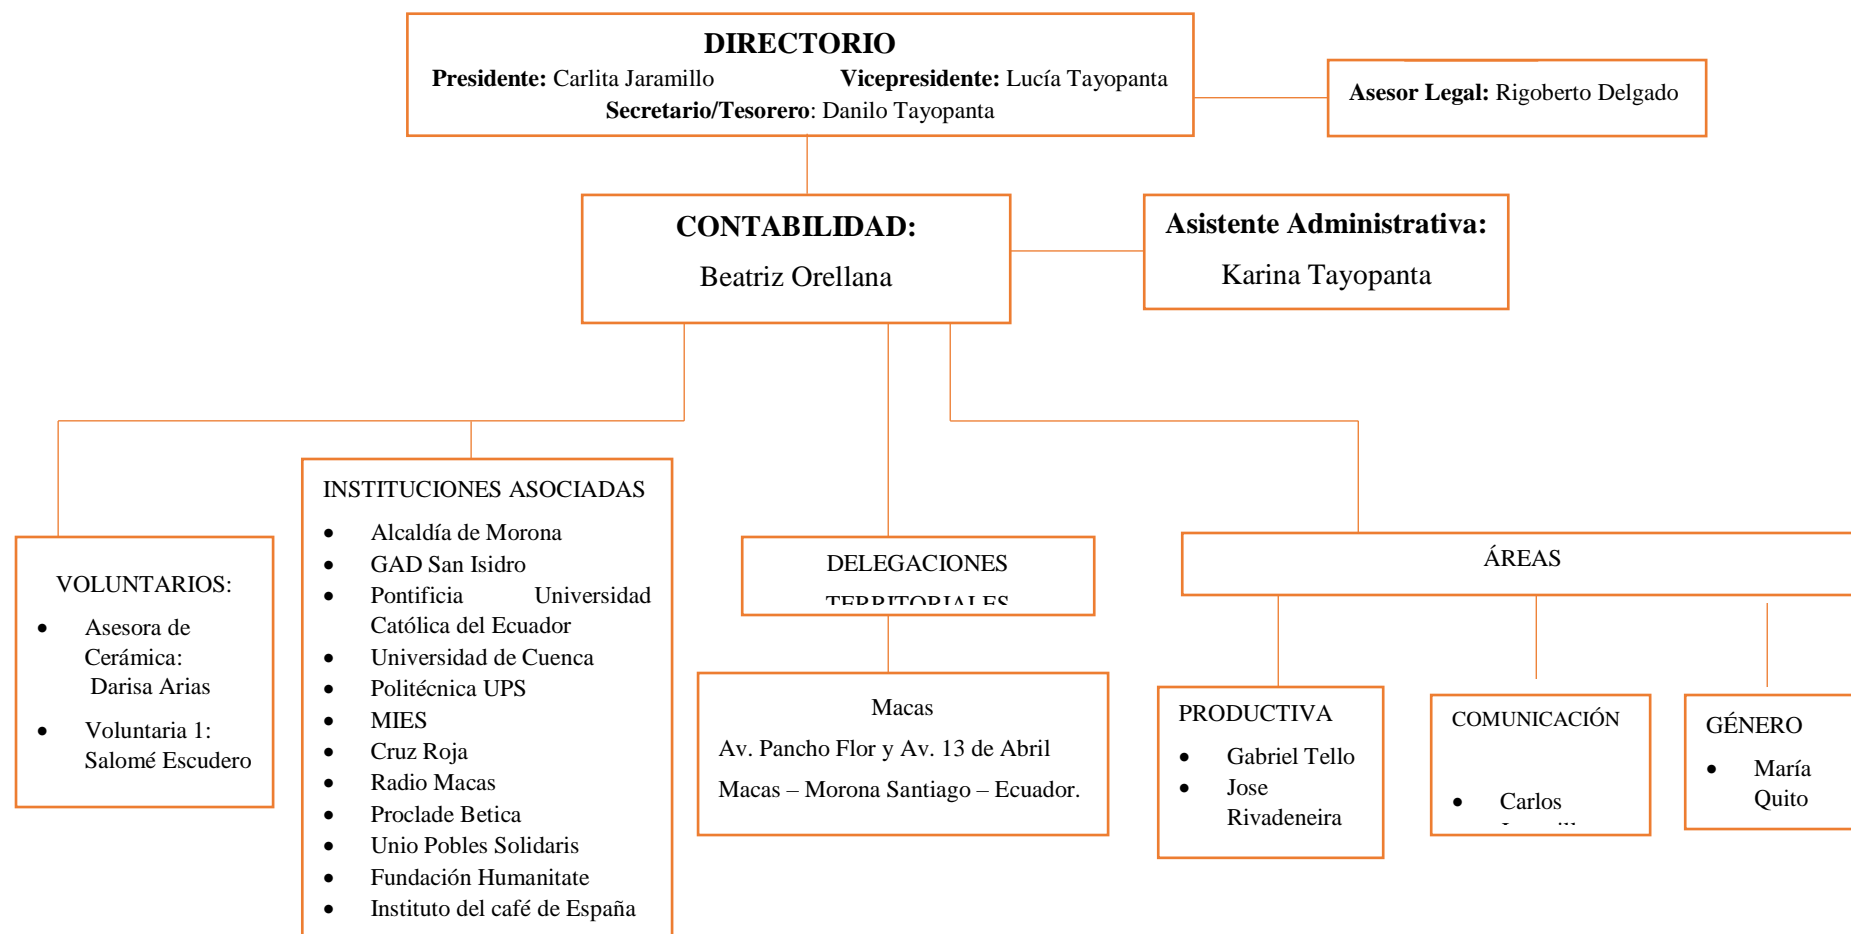 DIRECTORIO
Presidente: Carlita Jaramillo Vicepresidente: Lucía Tayopanta
Secretario/Tesorero: Danilo Tayopanta
Asesor Legal: Rigoberto Delgado
CONTABILIDAD:
Beatriz Orellana
Asistente Administrativa:
Karina Tayopanta
VOLUNTARIOS:
• Asesora de
Cerámica:
Darisa Arias
• Voluntaria 1:
Salomé Escudero
INSTITUCIONES ASOCIADAS
• Alcaldía de Morona
• GAD San Isidro
• Pontificia Universidad
Católica del Ecuador
• Universidad de Cuenca
• Politécnica UPS
• MIES
• Cruz Roja
• Radio Macas
• Proclade Betica
• Unio Pobles Solidaris
• Fundación Humanitate
• Instituto del café de España
DELEGACIONES
TERRITORIALES
Macas
Av. Pancho Flor y Av. 13 de Abril
Macas – Morona Santiago – Ecuador.
ÁREAS
PRODUCTIVA
• Gabriel Tello
• Jose
Rivadeneira
COMUNICACIÓN
• Carlos
GÉNERO
• María
Quito